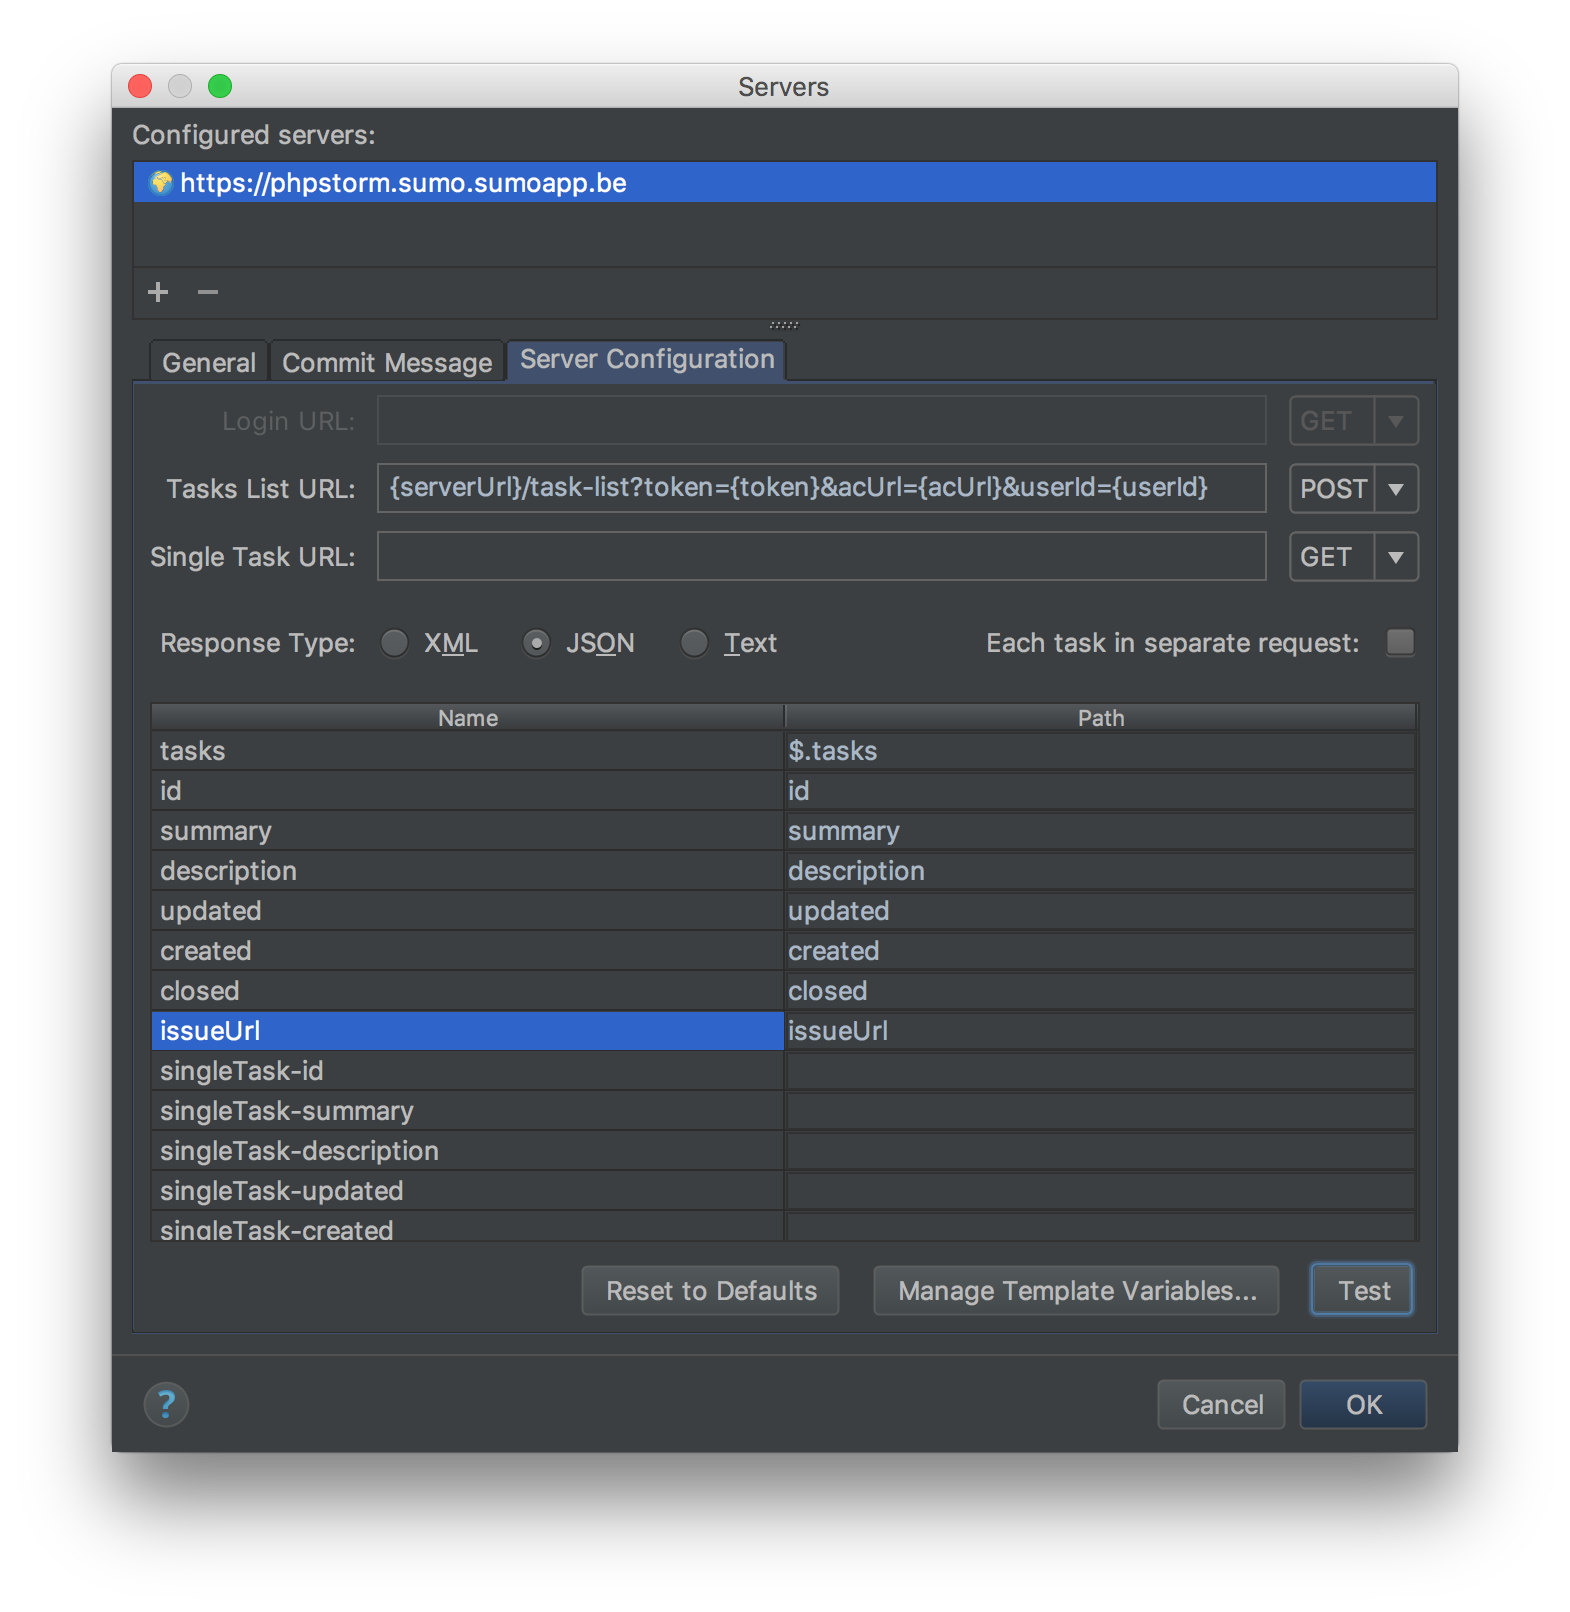 Servers
Configured servers:
https://phpstorm.sumo.sumoapp.be
General Commit Message Server Configuration
Login URL: GET
Tasks List URL: {serverUrl}/task-list?token={token}&acUrl={acUrl}&userId={userId} POST
Single Task URL: GET
Response Type: XML JSON Text Each task in separate request:
Name Path
tasks $.tasks
id id
summary summary
description description
updated updated
created created
closed closed
issueUrl issueUrl
singleTask-id
singleTask-summary
singleTask-description
singleTask-updated
singleTask-created
Reset to Defaults Manage Template Variables... Test
? Cancel OK